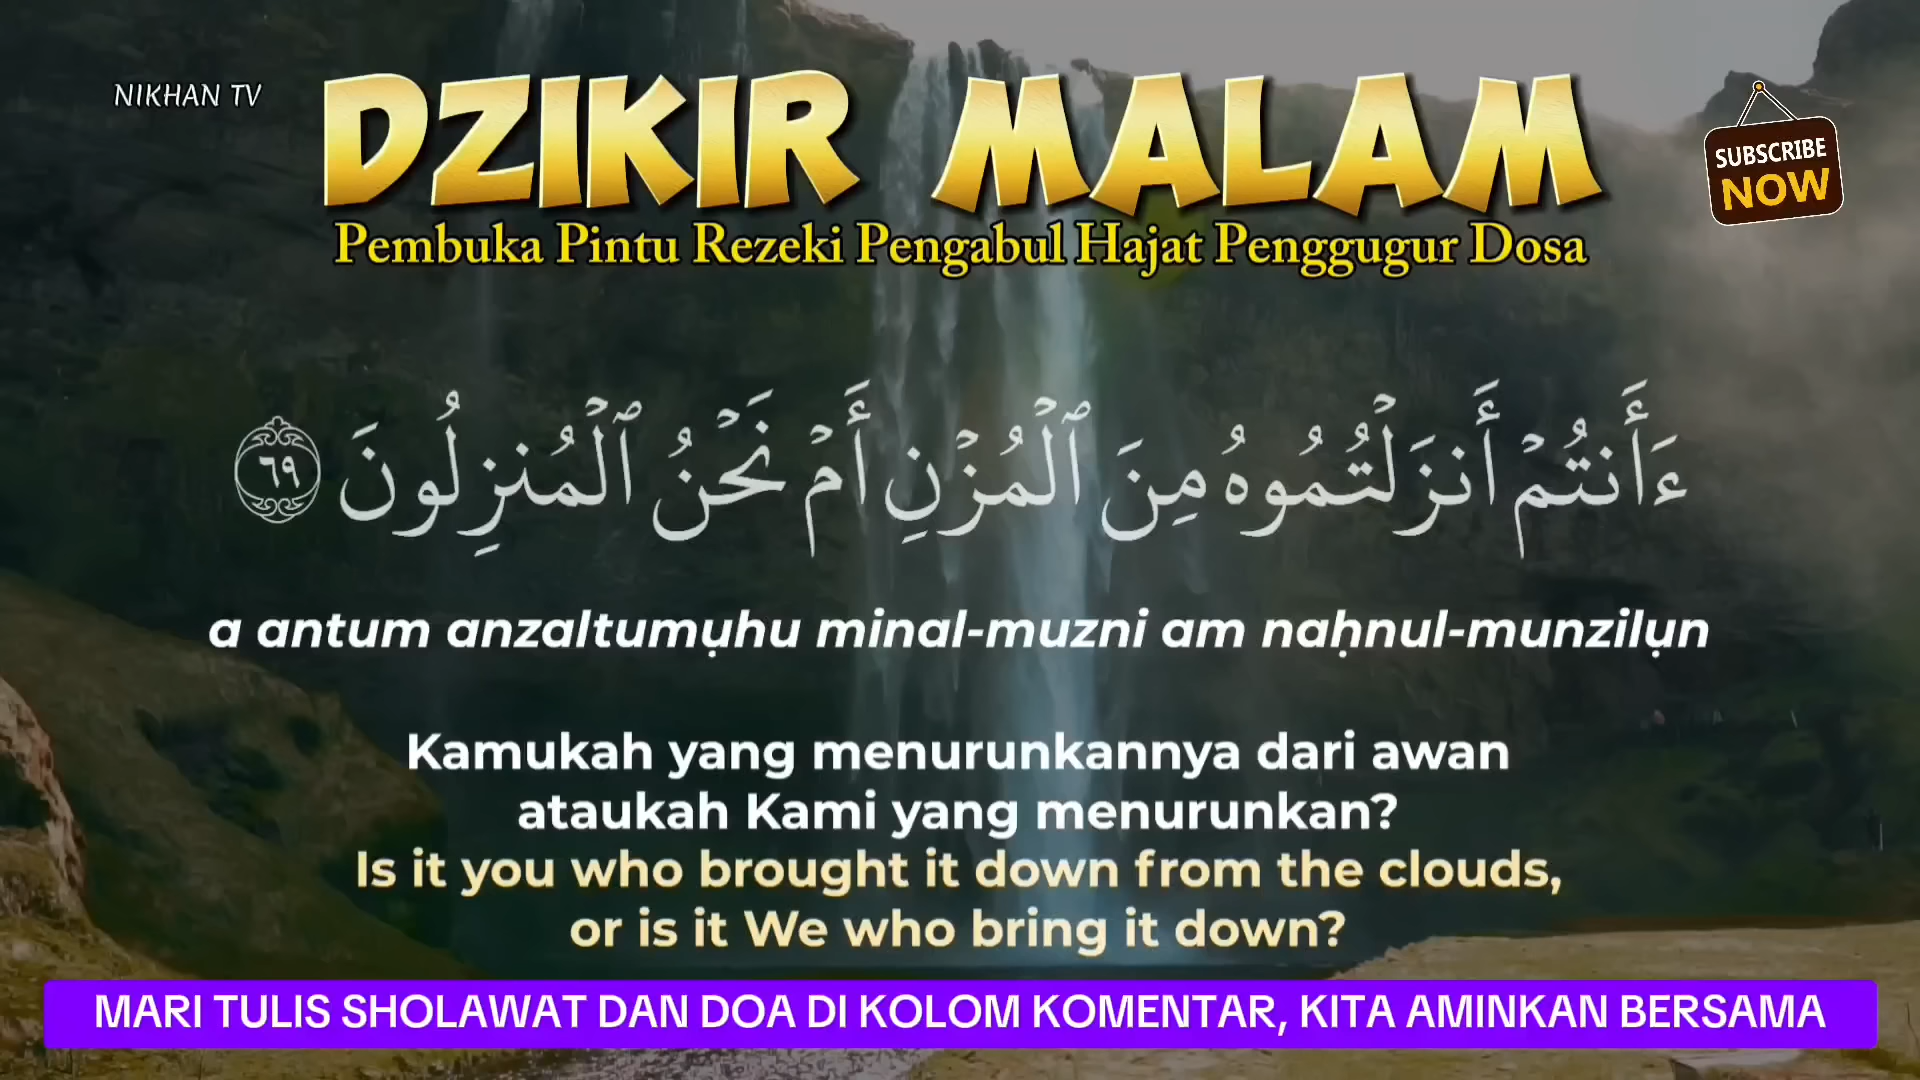 NIKHAN TV
DZIKIR MALAM
SUBSCRIBE
NOW
Pembuka Pintu Rezeki Pengabul Hajat Penggugur Dosa
ءَأَنتُمۡ أَنزَلۡتُمُوهُ مِنَ ٱلۡمُزۡنِ أَمۡ نَحۡنُ ٱلۡمُنزِلُونَ ٦٩
a antum anzaltumụhu minal-muzni am naḥnul-munzilụn
Kamukah yang menurunkannya dari awan
ataukah Kami yang menurunkan?
Is it you who brought it down from the clouds,
or is it We who bring it down?
MARI TULIS SHOLAWAT DAN DOA DI KOLOM KOMENTAR, KITA AMINKAN BERSAMA